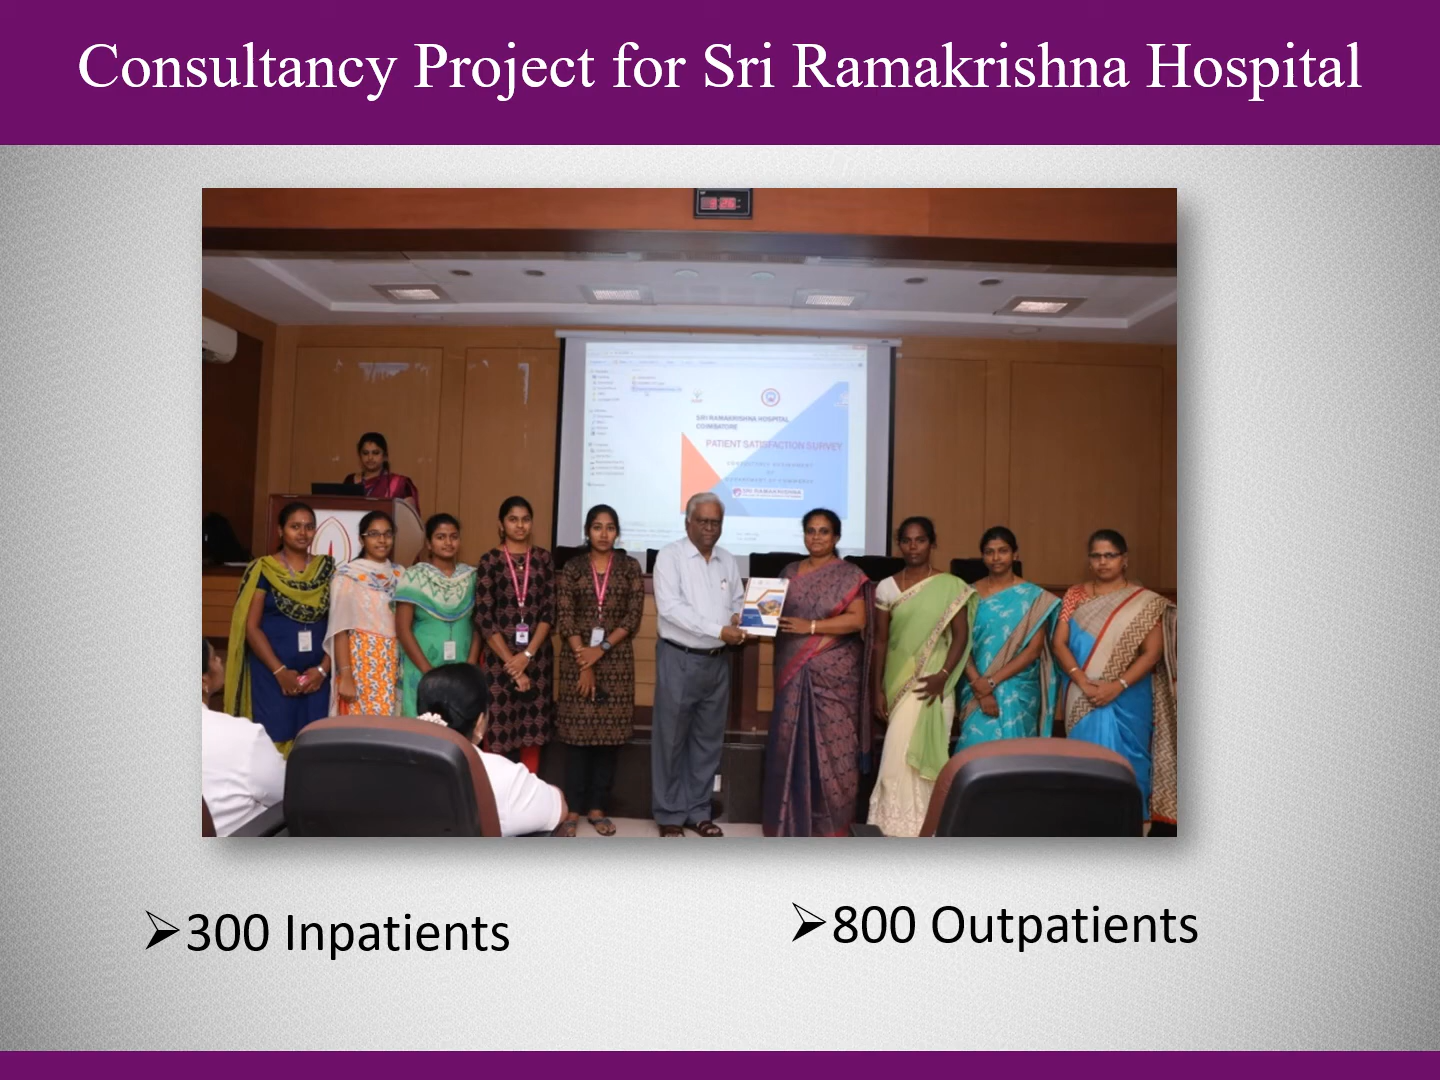 Consultancy Project for Sri Ramakrishna Hospital
SRI RAMAKRISHNA HOSPITAL
COIMBATORE
PATIENT SATISFACTION SURVEY
SRI RAMAKRISHNA
➢300 Inpatients
➢800 Outpatients